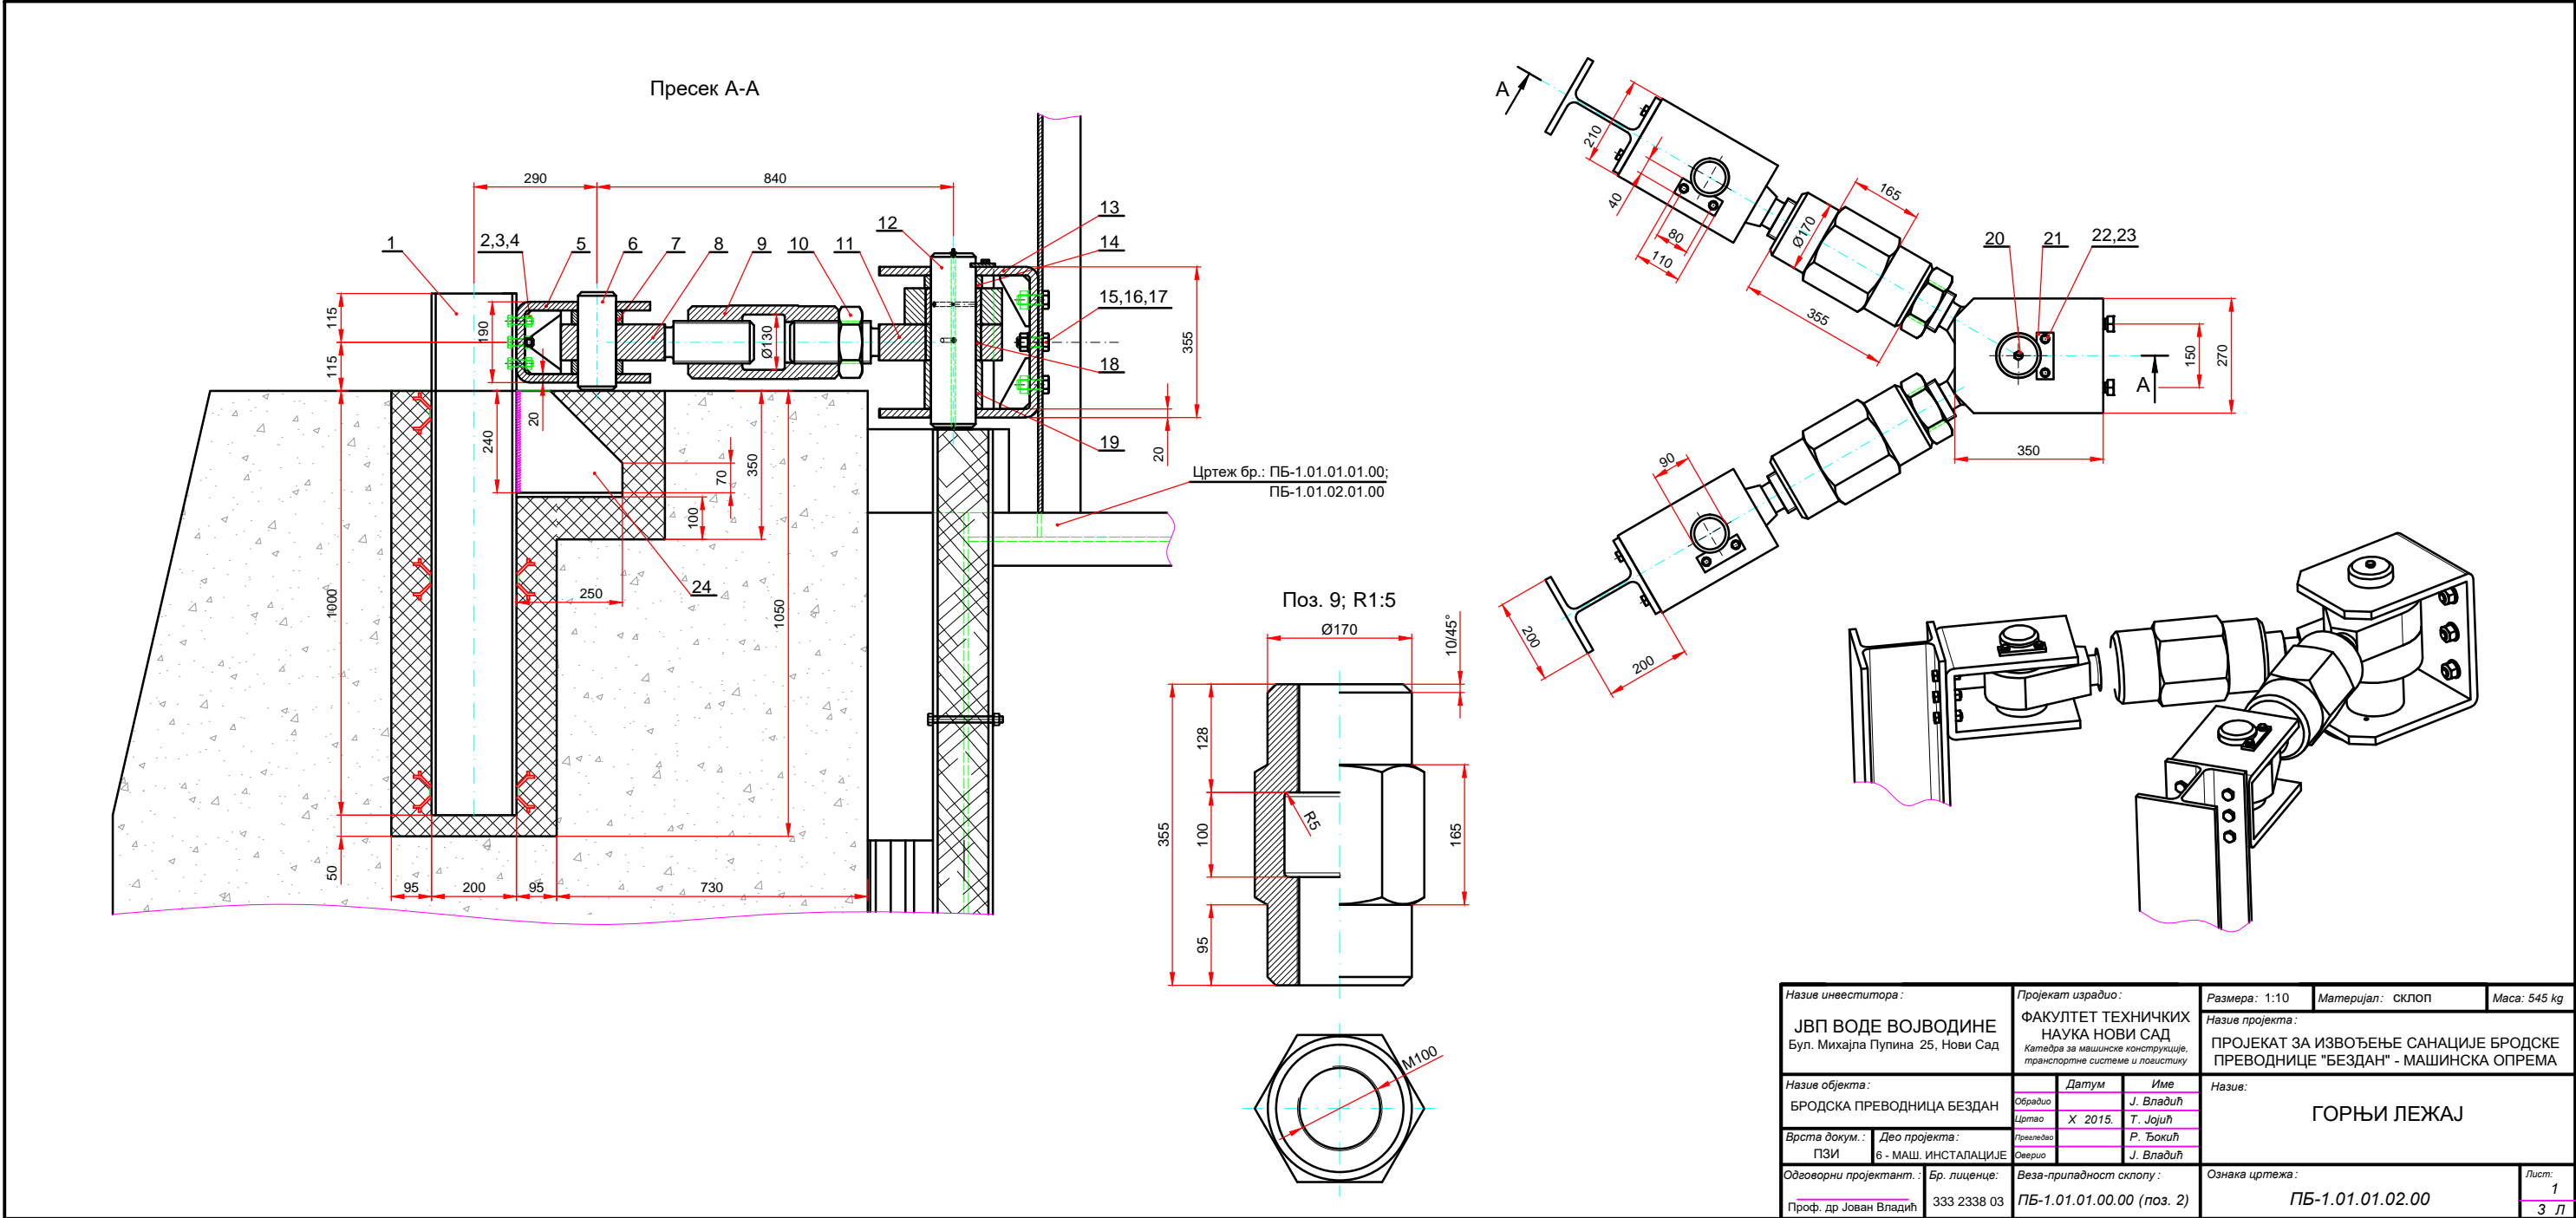 Пресек А-А
290
840
1
2,3,4
5
6
7
8
9
10
11
12
13
14
15,16,17
18
19
115
115
190
Ø130
355
20
20
240
70
350
100
250
24
1000
1050
50
95
200
95
730
Цртеж бр.: ПБ-1.01.01.01.00;
ПБ-1.01.02.01.00
А
210
40
80
110
165
Ø170
355
20
21
22,23
150
270
А
350
90
200
200
Поз. 9; R1:5
Ø170
10/45°
355
128
100
95
R5
165
M100
Назив инвеститора:
ЈВП ВОДЕ ВОЈВОДИНЕ
Бул. Михајла Пупина 25, Нови Сад
Пројекат израдио:
ФАКУЛТЕТ ТЕХНИЧКИХ
НАУКА НОВИ САД
Катедра за машинске конструкције,
транспортне системе и логистику
Размера: 1:10
Материјал: склоп
Маса: 545 kg
Назив пројекта:
ПРОЈЕКАТ ЗА ИЗВОЂЕЊЕ САНАЦИЈЕ БРОДСКЕ
ПРЕВОДНИЦЕ "БЕЗДАН" - МАШИНСКА ОПРЕМА
Назив објекта:
БРОДСКА ПРЕВОДНИЦА БЕЗДАН
Датум
Име
Обрадио
Ј. Владић
Цртао
X 2015.
Т. Јојић
Прегледао
Р. Ђокић
Оверио
Ј. Владић
Назив:
ГОРЊИ ЛЕЖАЈ
Врста докум.:
ПЗИ
Део пројекта:
6 - МАШ. ИНСТАЛАЦИЈЕ
Одговорни пројектант.:
Проф. др Јован Владић
Бр. лиценце:
333 2338 03
Веза-припадност склопу:
ПБ-1.01.01.00.00 (поз. 2)
Ознака цртежа:
ПБ-1.01.01.02.00
Лист:
1
3 Л